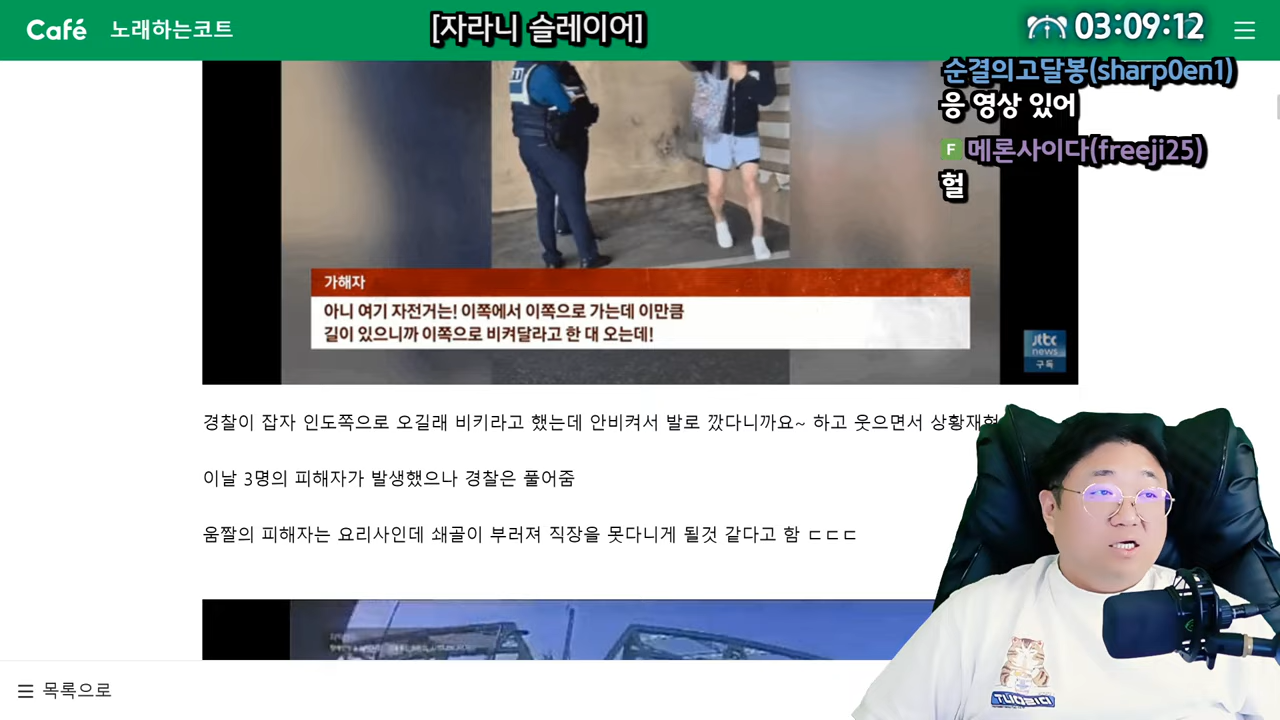 Café 노래하는코트
[자라니 슬레이어]
03:09:12
순결의고달봉(sharp0en1)
응 영상 있어
F 메론사이다(freeji25)
헐
가해자
아니 여기 자전거는! 이쪽에서 이쪽으로 가는데 이만큼
길이 있으니까 이쪽으로 비켜달라고 한 대 오는데!
jtbc
news
구독
경찰이 잡자 인도쪽으로 오길래 비키라고 했는데 안비켜서 발로 깠다니까요~ 하고 웃으면서 상황재현
이날 3명의 피해자가 발생했으나 경찰은 풀어줌
움짤의 피해자는 요리사인데 쇄골이 부러져 직장을 못다니게 될것 같다고 함 ㄷㄷㄷ
목록으로